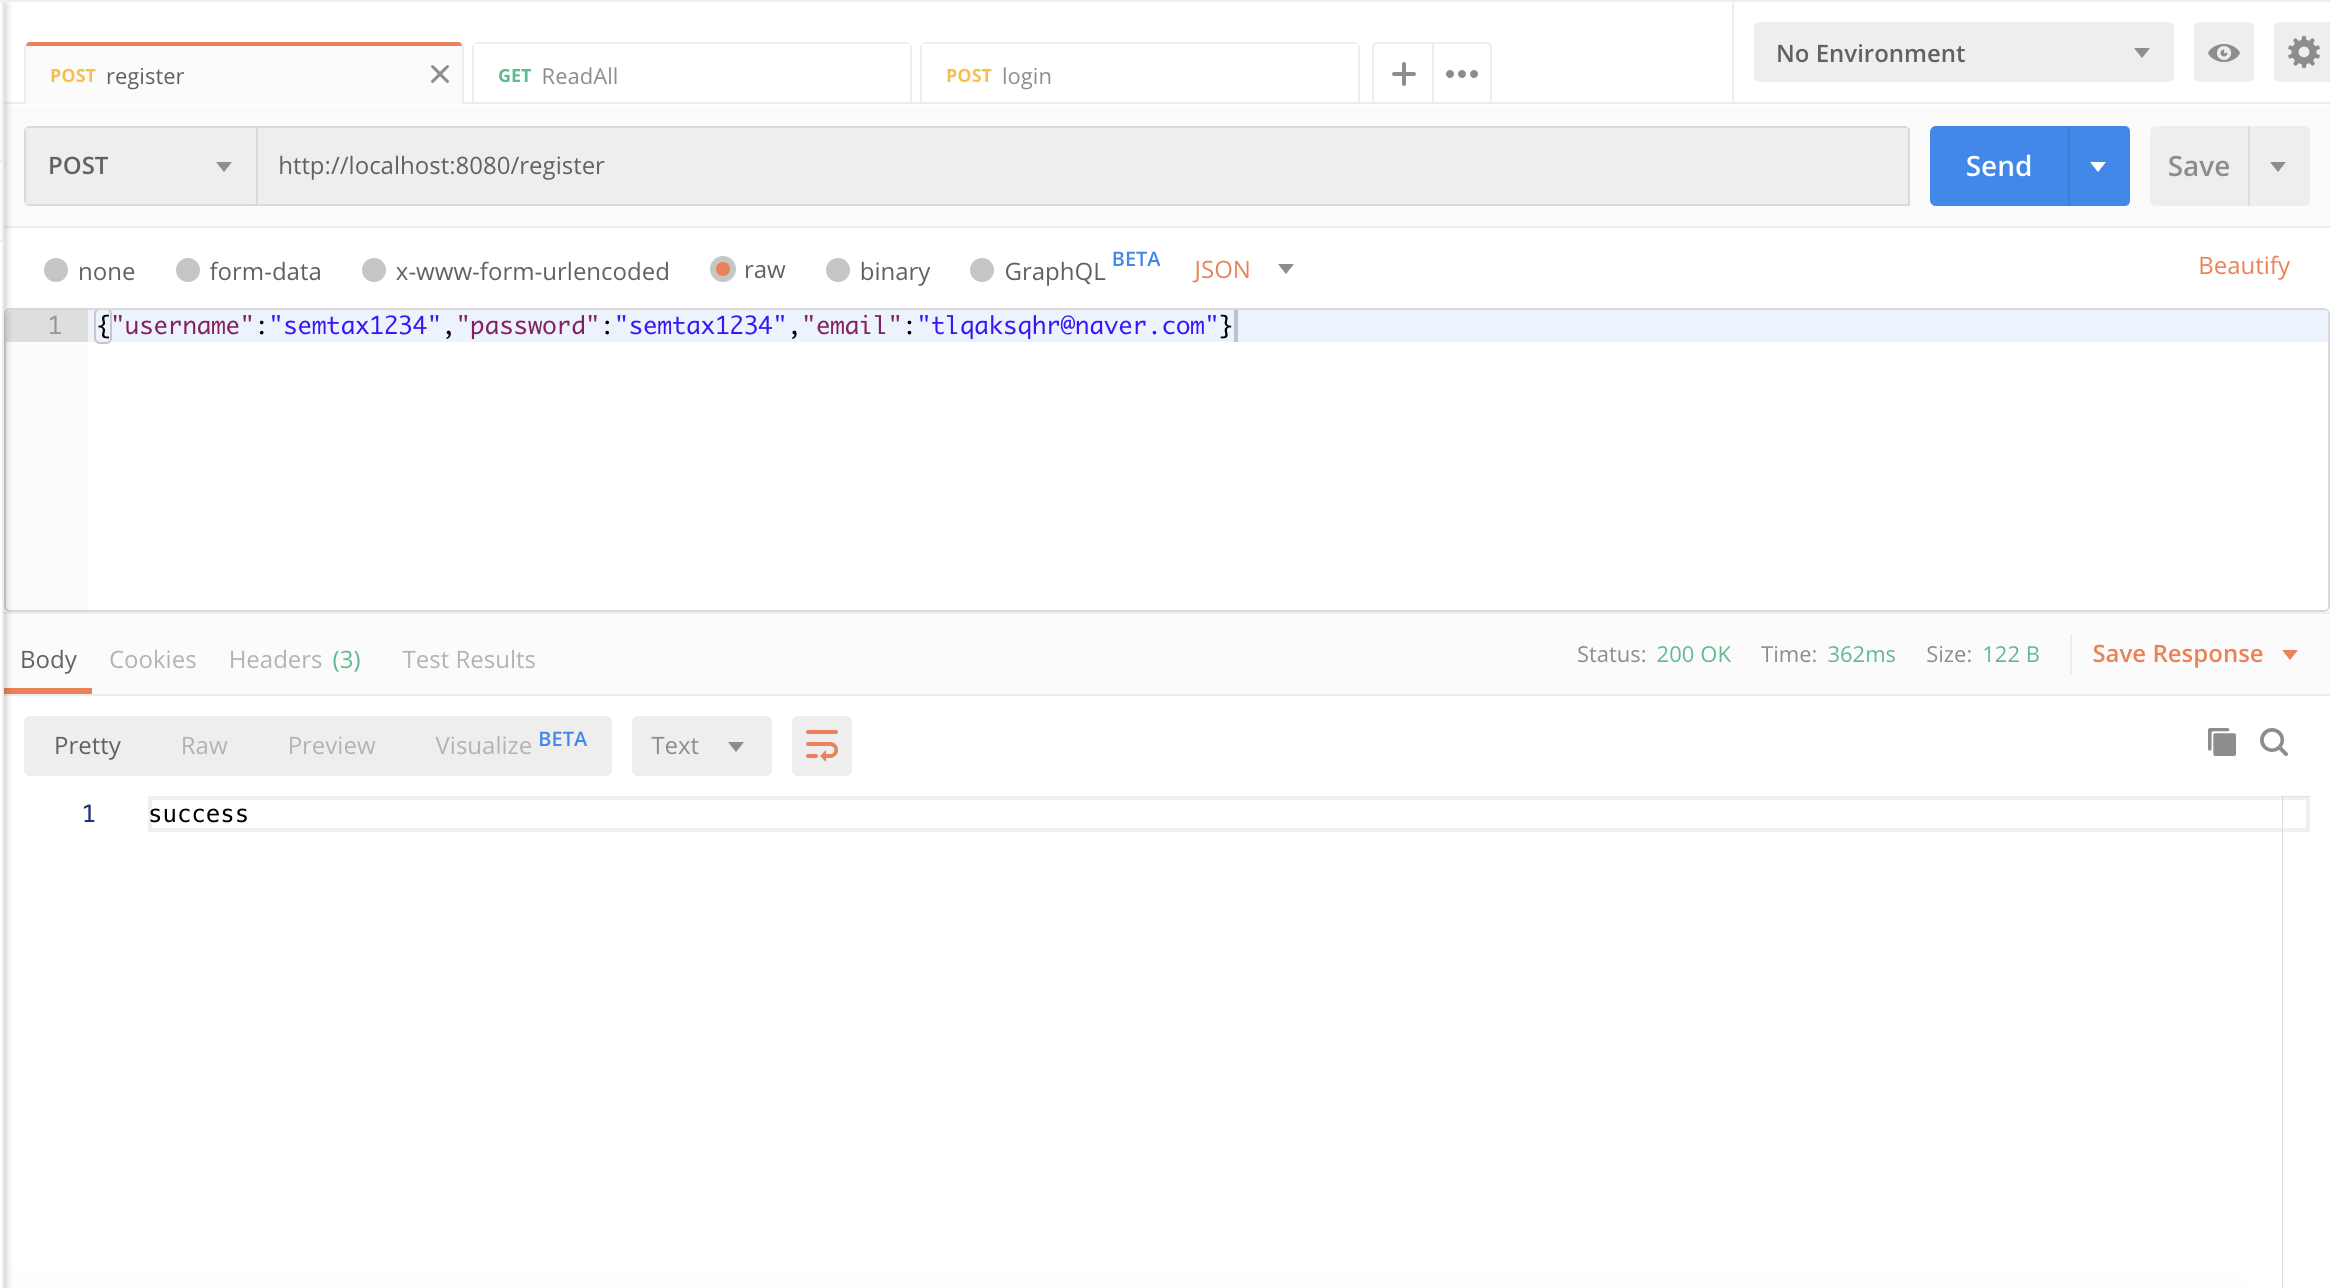 POST register
GET ReadAll
POST login
No Environment
POST
http://localhost:8080/register
Send
Save
none
form-data
x-www-form-urlencoded
raw
binary
GraphQL BETA
JSON
Beautify
1 {"username":"semtax1234","password":"semtax1234","email":"tlqaksqhr@naver.com"}
Body
Cookies
Headers (3)
Test Results
Status: 200 OK
Time: 362ms
Size: 122 B
Save Response
Pretty
Raw
Preview
Visualize BETA
Text
1 success